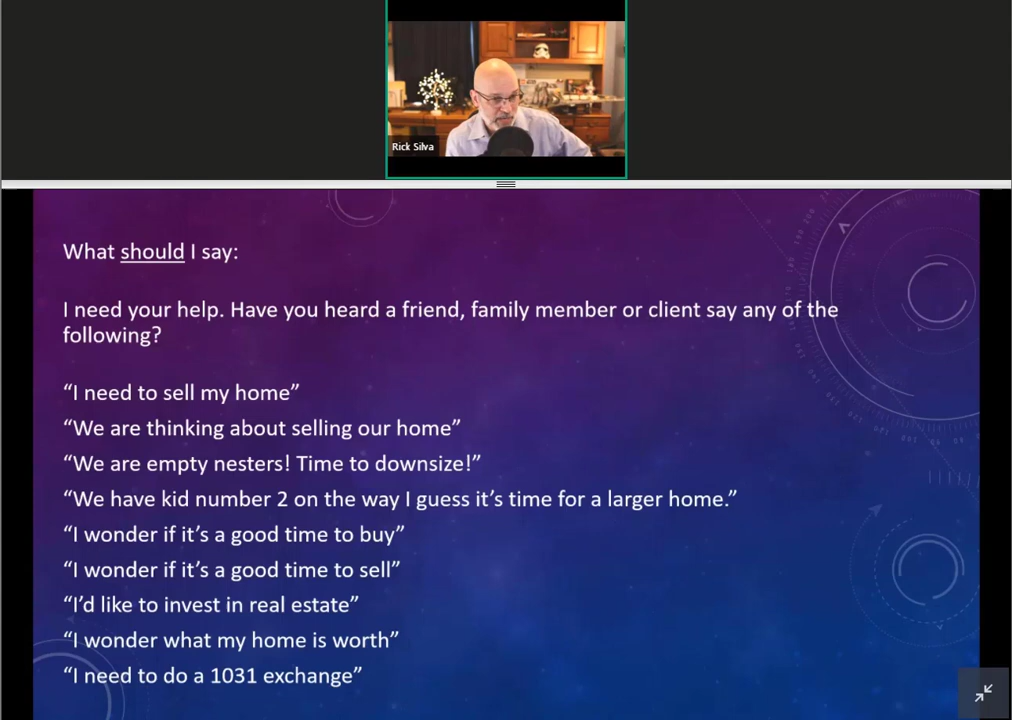 Rick Silva
What should I say:
I need your help. Have you heard a friend, family member or client say any of the
following?
“I need to sell my home”
“We are thinking about selling our home”
“We are empty nesters! Time to downsize!”
“We have kid number 2 on the way I guess it’s time for a larger home.”
“I wonder if it’s a good time to buy”
“I wonder if it’s a good time to sell”
“I’d like to invest in real estate”
“I wonder what my home is worth”
“I need to do a 1031 exchange”